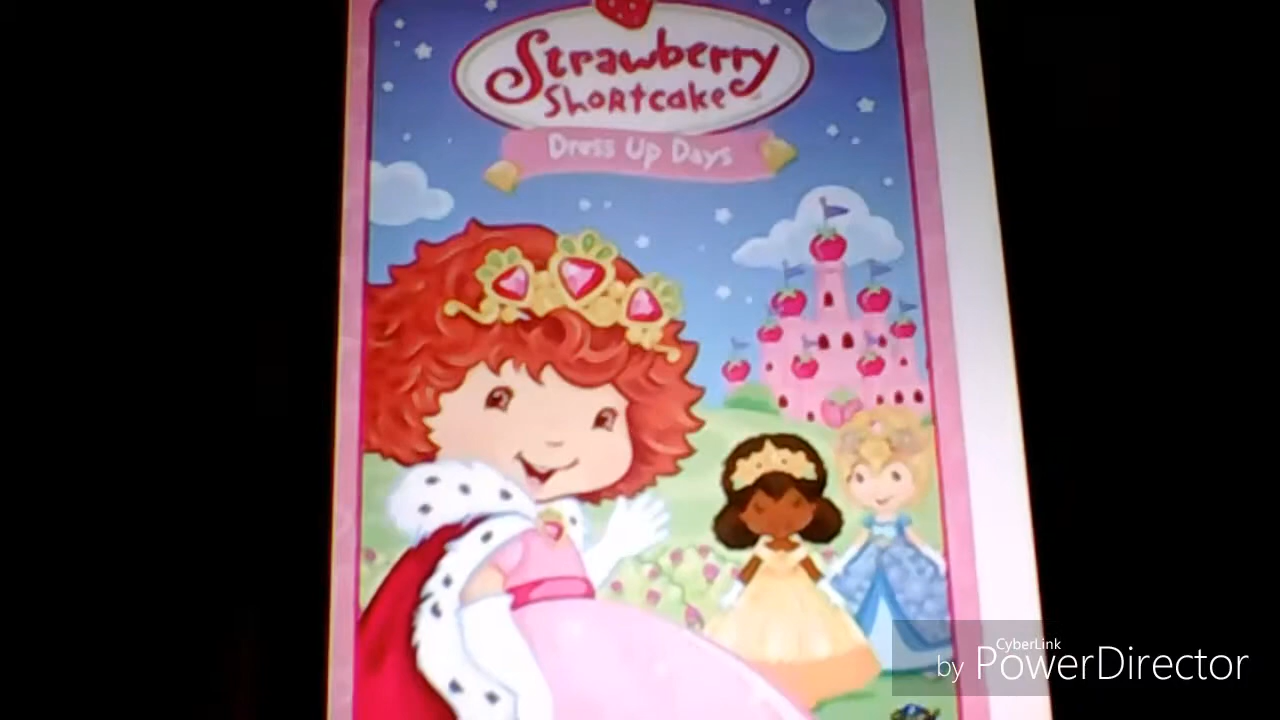 Strawberry
Shortcake
Dress Up Days
CyberLink
by PowerDirector